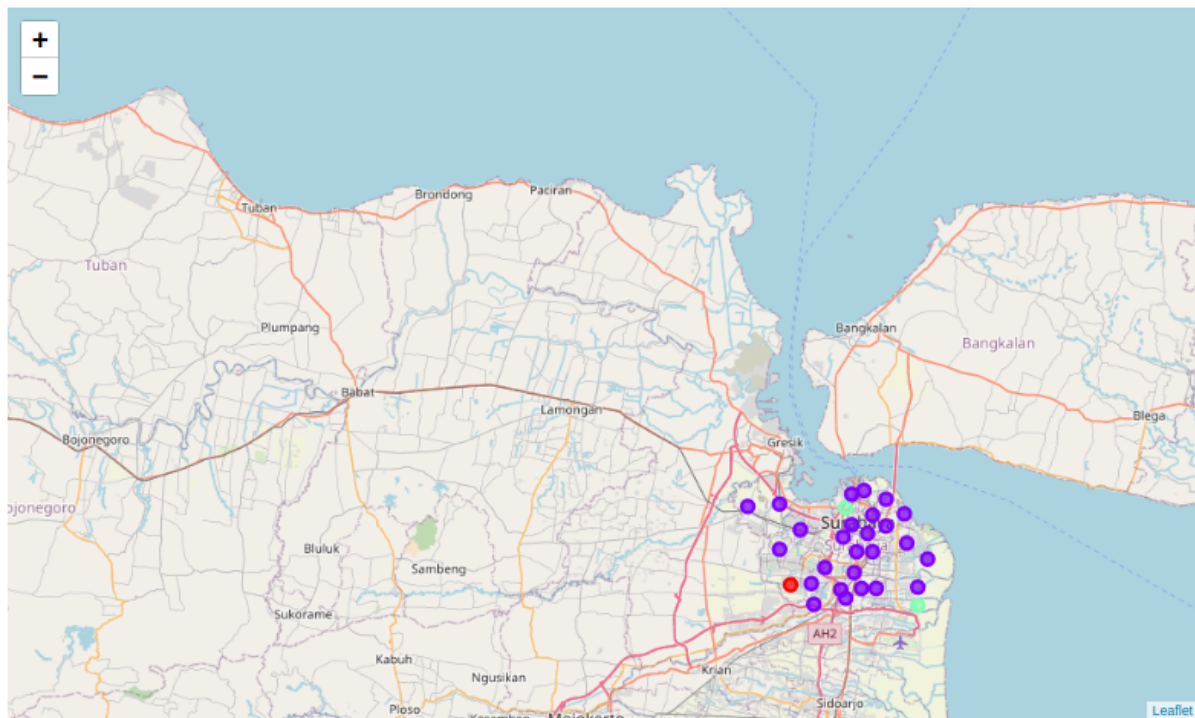 +
−
Tuban
Brondong
Paciran
Tuban
Plumpang
Bangkalan
Bangkalan
Babat
Lamongan
Blega
Bojonegoro
Gresik
ojonegoro
Bluluk
Sambeng
Sukorame
AH2
Kabuh
Krian
Ngusikan
Ploso
Sidoarjo
Leaflet